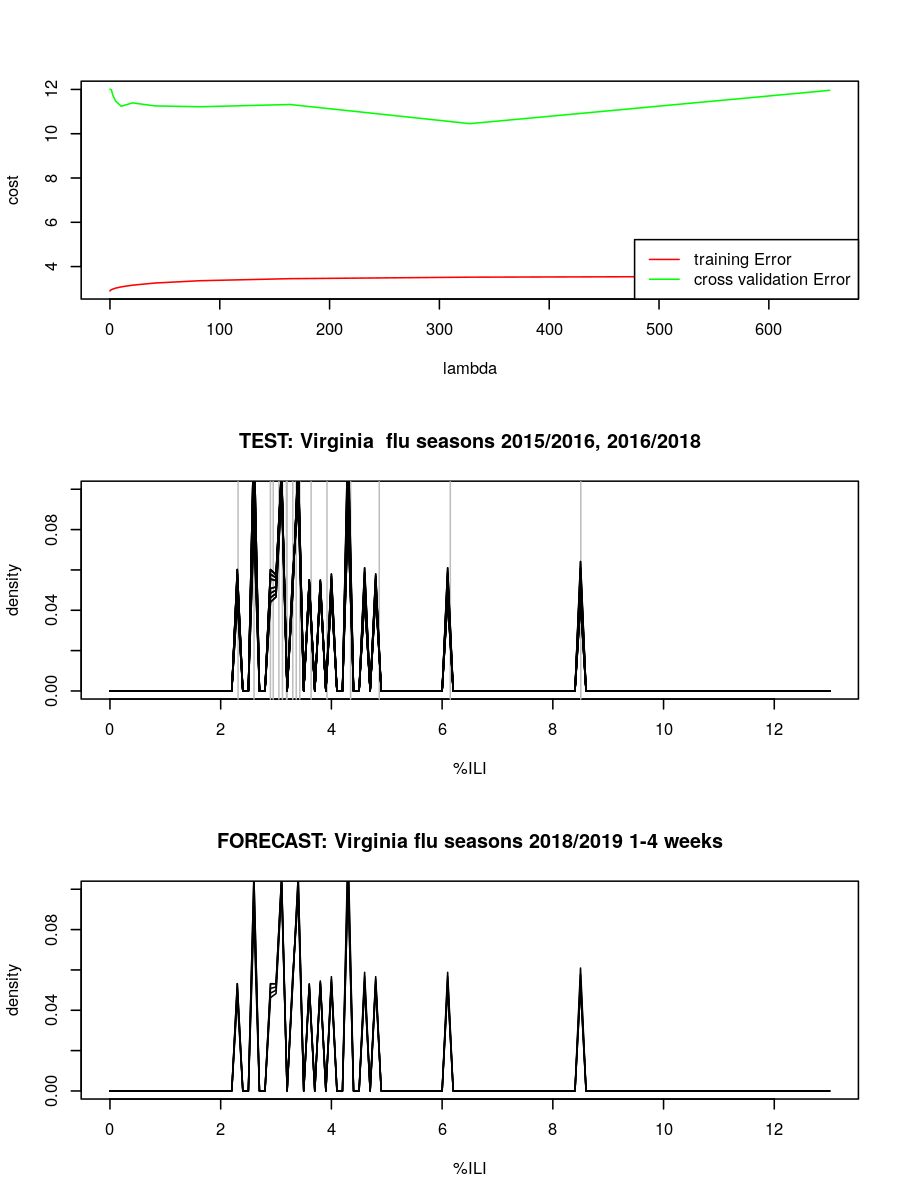 12
10
8
6
4
cost
training Error
cross validation Error
0 100 200 300 400 500 600
lambda
TEST: Virginia  flu seasons 2015/2016, 2016/2018
0.08
0.04
0.00
density
0 2 4 6 8 10 12
%ILI
FORECAST: Virginia flu seasons 2018/2019 1-4 weeks
0.08
0.04
0.00
density
0 2 4 6 8 10 12
%ILI